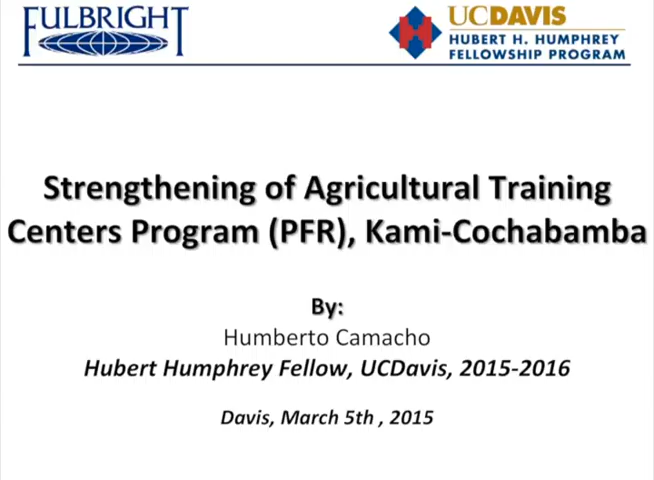 FULBRIGHT
UCDAVIS
HUBERT H. HUMPHREY
FELLOWSHIP PROGRAM
Strengthening of Agricultural Training
Centers Program (PFR), Kami-Cochabamba
By:
Humberto Camacho
Hubert Humphrey Fellow, UCDavis, 2015-2016
Davis, March 5th , 2015